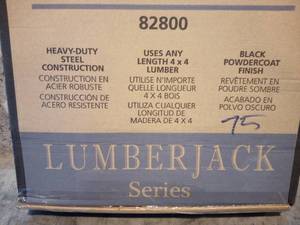 82800
HEAVY-DUTY
STEEL
CONSTRUCTION
CONSTRUCTION EN
ACIER ROBUSTE
CONSTRUCCIÓN DE
ACERO RESISTENTE
USES ANY
LENGTH 4 x 4
LUMBER
UTILISE N'IMPORTE
QUELLE LONGUEUR
4 X 4 BOIS
UTILIZA CUALQUIER
LONGITUD DE
MADERA DE 4 X 4
BLACK
POWDERCOAT
FINISH
REVÊTEMENT EN
POUDRE SOMBRE
ACABADO EN
POLVO OSCURO
75
LUMBERJACK
Series